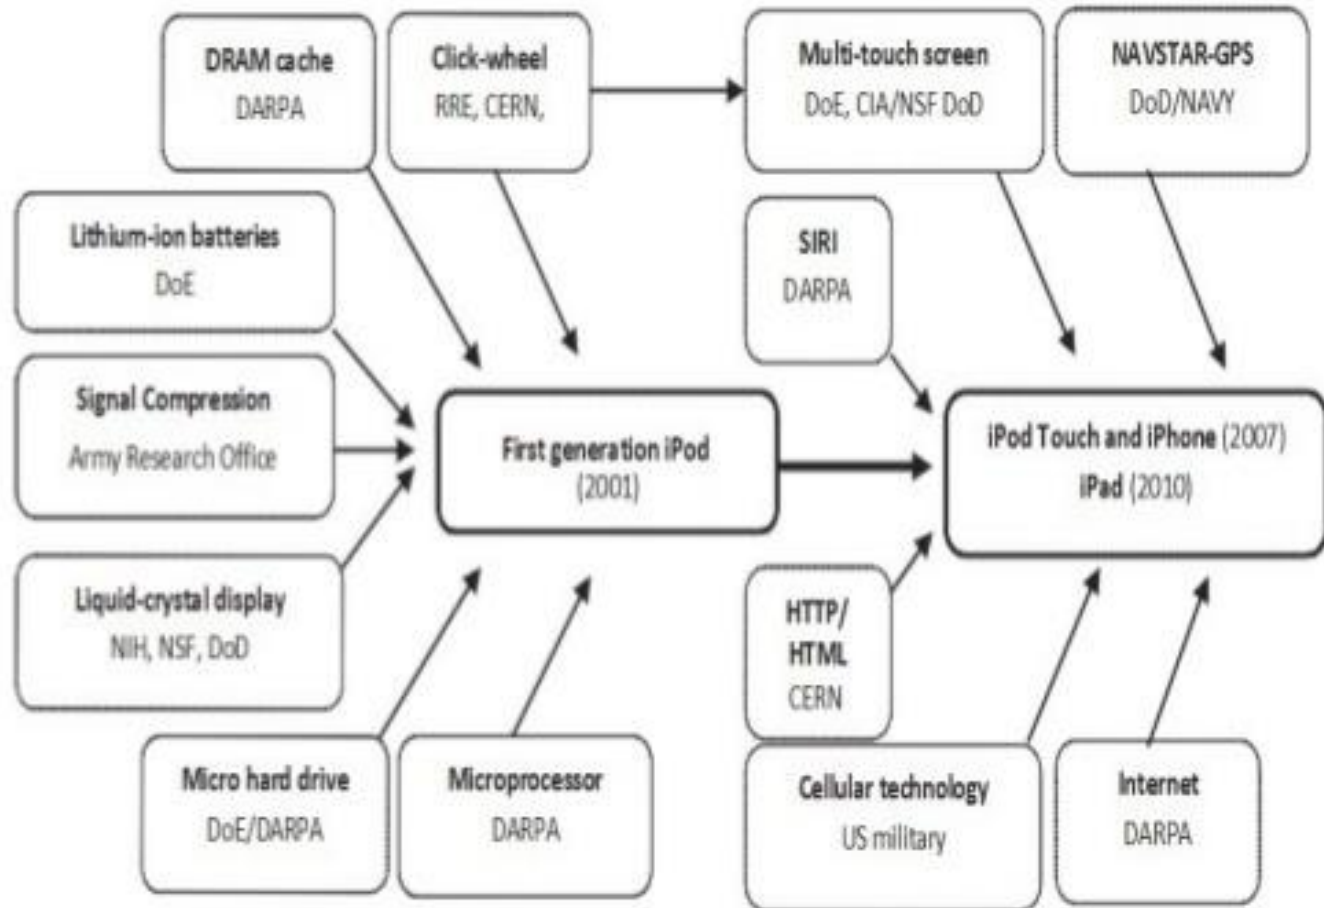 DRAM cache
DARPA
Click-wheel
RRE, CERN,
Multi-touch screen
DoE, CIA/NSF DoD
NAVSTAR-GPS
DoD/NAVY
Lithium-ion batteries
DoE
SIRI
DARPA
Signal Compression
Army Research Office
First generation iPod
(2001)
iPod Touch and iPhone (2007)
iPad (2010)
Liquid-crystal display
NIH, NSF, DoD
HTTP/
HTML
CERN
Micro hard drive
DoE/DARPA
Microprocessor
DARPA
Cellular technology
US military
Internet
DARPA